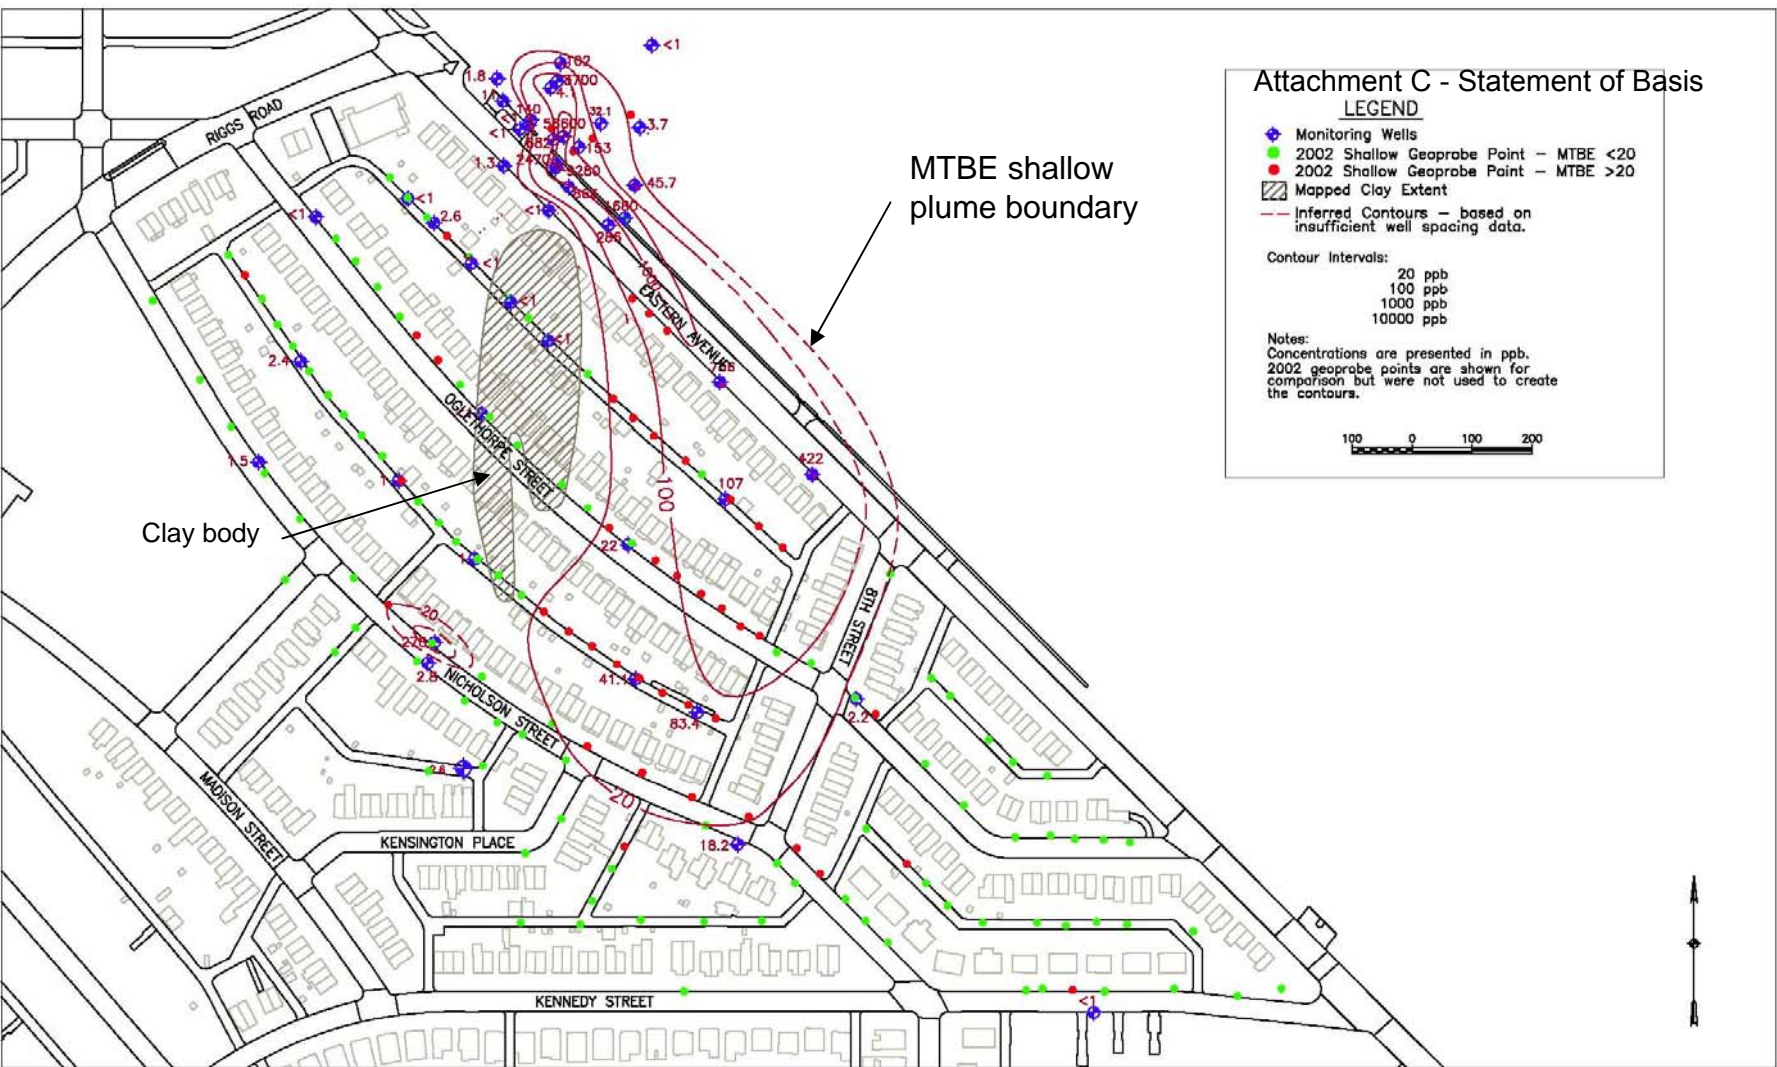 Attachment C - Statement of Basis
LEGEND
Monitoring Wells
2002 Shallow Geoprobe Point - MTBE <20
2002 Shallow Geoprobe Point - MTBE >20
Mapped Clay Extent
Inferred Contours - based on
insufficient well spacing data.
Contour Intervals:
20 ppb
100 ppb
1000 ppb
10000 ppb
Notes:
Concentrations are presented in ppb.
2002 geoprobe points are shown for
comparison but were not used to create
the contours.
100 0 100 200
MTBE shallow
plume boundary
Clay body
RIGGS ROAD
EASTERN AVENUE
OGLETHORPE STREET
8TH STREET
NICHOLSON STREET
MADISON STREET
KENSINGTON PLACE
KENNEDY STREET
<1
102
1.8
32.1
3.7
153
1.3
9280
45.7
<1
1680
286
<1
<1
2.6
<1
<1
<1
2.4
1.5
422
107
22
100
20
2.8
41.1
83.4
2.2
20
18.2
<1